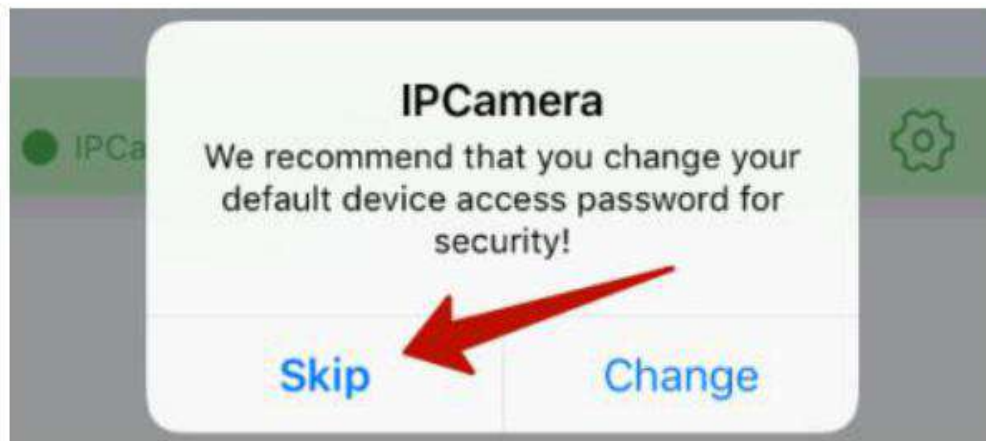 IPCamera
IPCa
We recommend that you change your
default device access password for
security!
Skip
Change